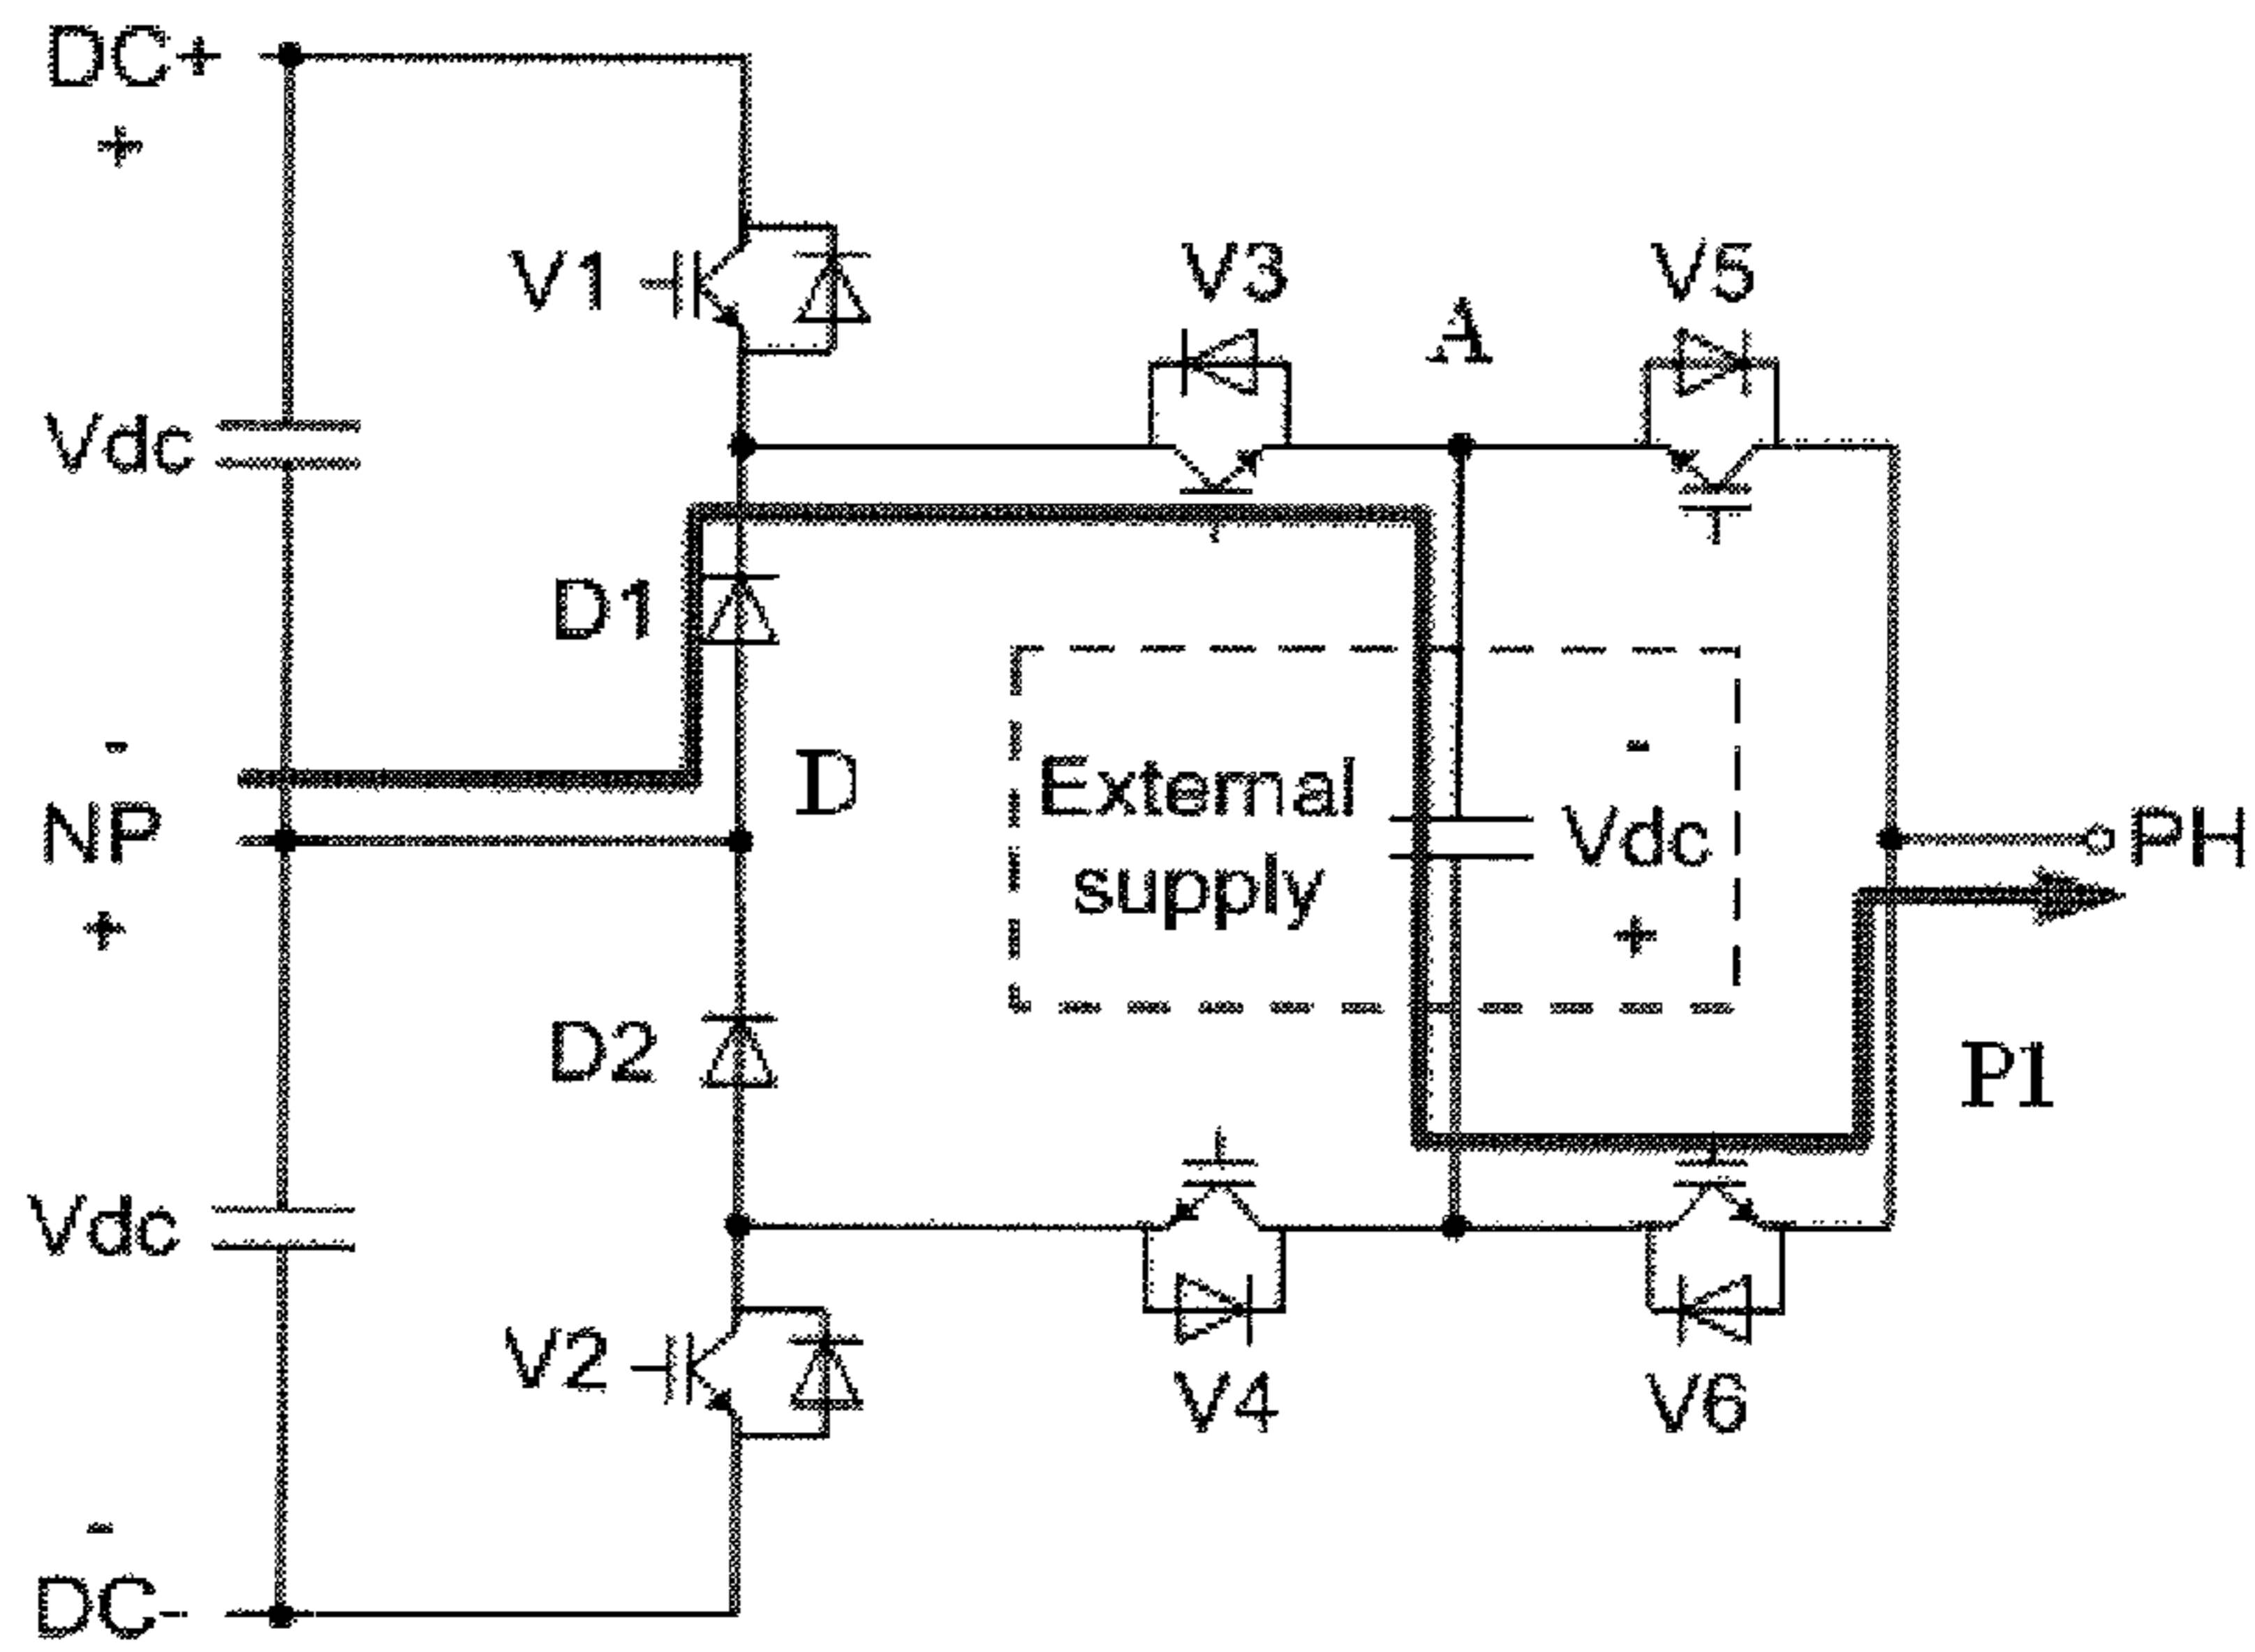 DC+
+
V1
V3
A
V5
Vdc
D1
-
NP
D
External
supply
-
Vdc
+
PH
+
D2
P1
Vdc
V2
V4
V6
-
DC-